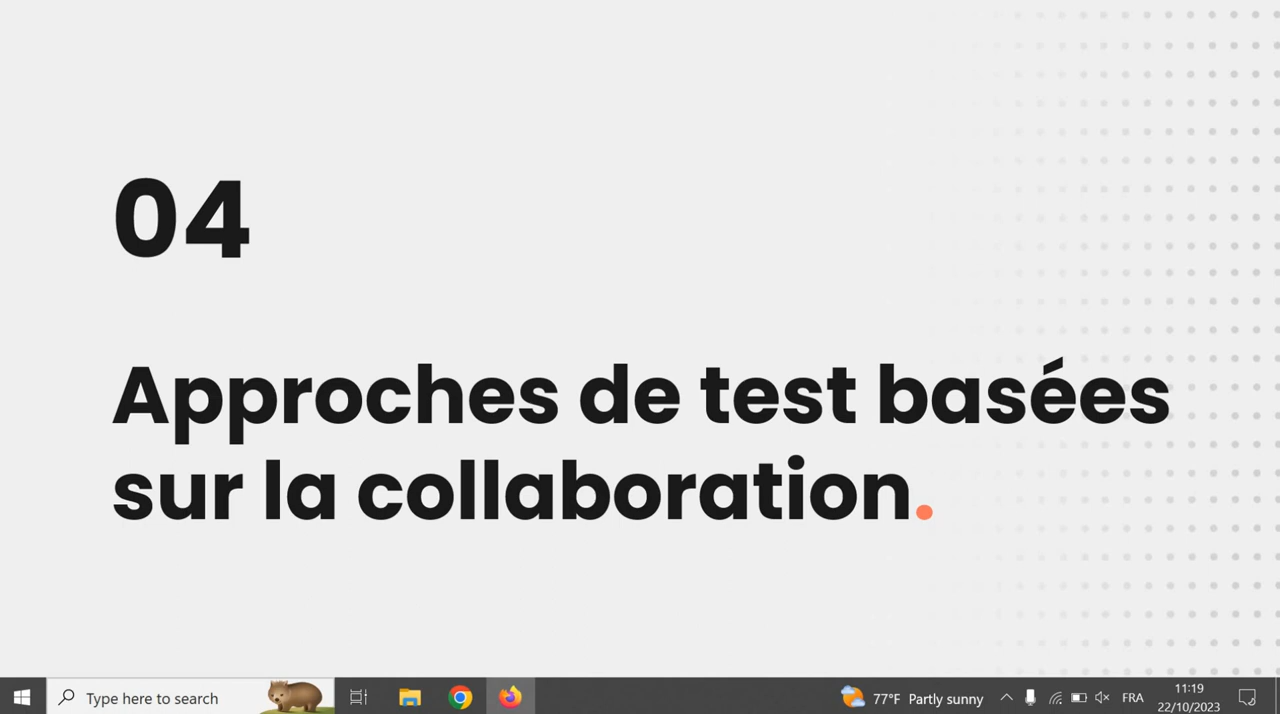 04
Approches de test basées
sur la collaboration.
Type here to search
77°F Partly sunny
FRA
11:19
22/10/2023